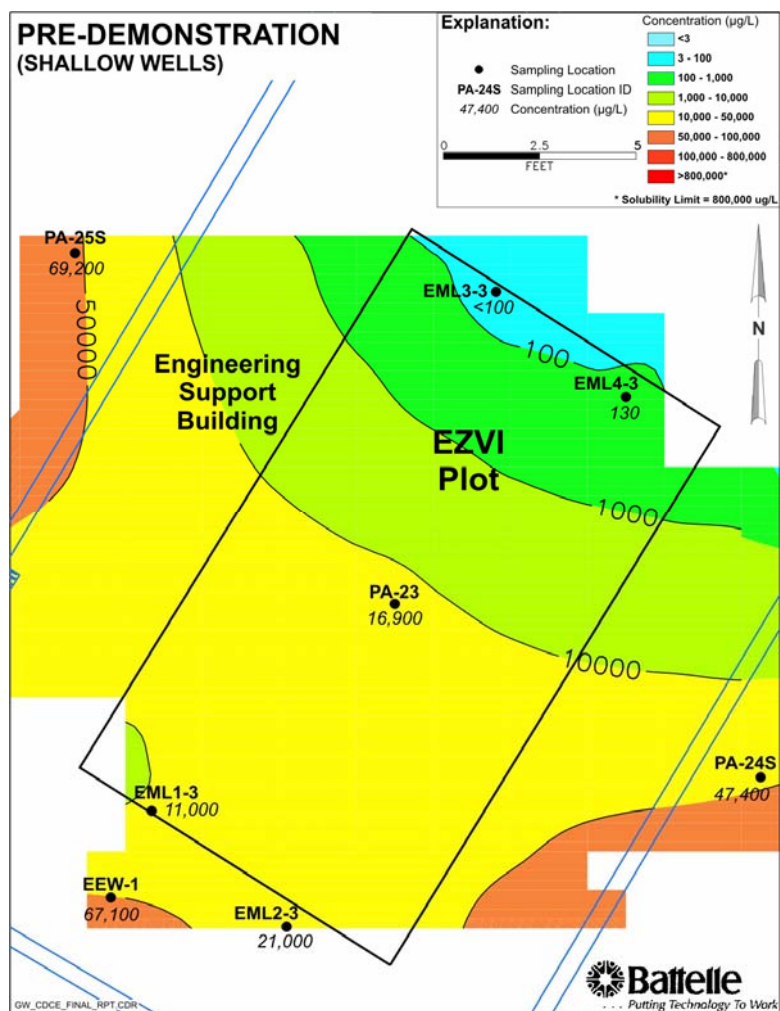 PRE-DEMONSTRATION
(SHALLOW WELLS)
Explanation:
Sampling Location
PA-24S Sampling Location ID
47,400 Concentration (µg/L)
0 2.5 5
FEET
Concentration (µg/L)
<3
3 - 100
100 - 1,000
1,000 - 10,000
10,000 - 50,000
50,000 - 100,000
100,000 - 800,000
>800,000*
* Solubility Limit = 800,000 ug/L
N
PA-25S
69,200
50000
Engineering
Support
Building
EML3-3
<100
100
EML4-3
130
EZVI
Plot
1000
PA-23
16,900
10000
PA-24S
47,400
EML1-3
11,000
EEW-1
67,100
EML2-3
21,000
Battelle
. . . Putting Technology To Work
GW_CDCE_FINAL_RPT.CDR